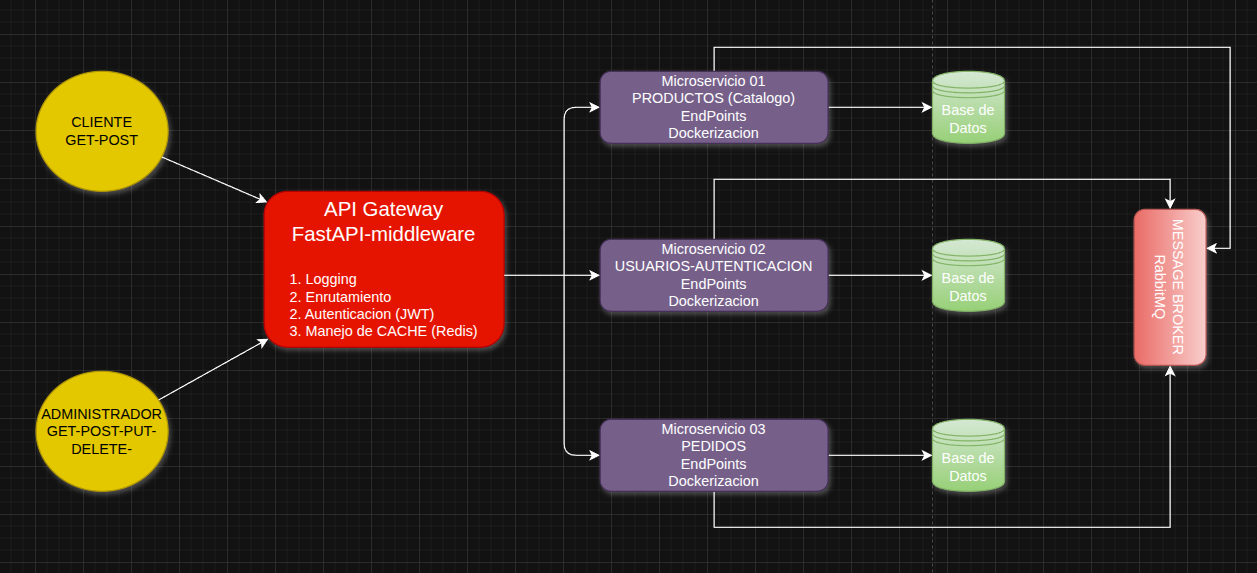 CLIENTE
GET-POST
ADMINISTRADOR
GET-POST-PUT-
DELETE-
API Gateway
FastAPI-middleware
1. Logging
2. Enrutamiento
2. Autenticacion (JWT)
3. Manejo de CACHE (Redis)
Microservicio 01
PRODUCTOS (Catalogo)
EndPoints
Dockerizacion
Base de
Datos
Microservicio 02
USUARIOS-AUTENTICACION
EndPoints
Dockerizacion
Base de
Datos
Microservicio 03
PEDIDOS
EndPoints
Dockerizacion
Base de
Datos
MESSAGE BROKER
RabbitMQ